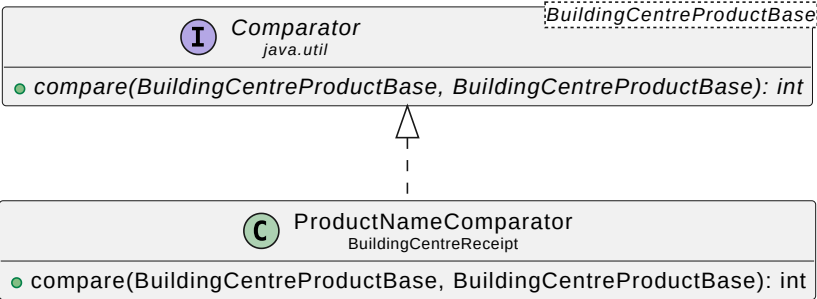 BuildingCentreProductBase
I
Comparator
java.util
compare(BuildingCentreProductBase, BuildingCentreProductBase): int
C
ProductNameComparator
BuildingCentreReceipt
compare(BuildingCentreProductBase, BuildingCentreProductBase): int